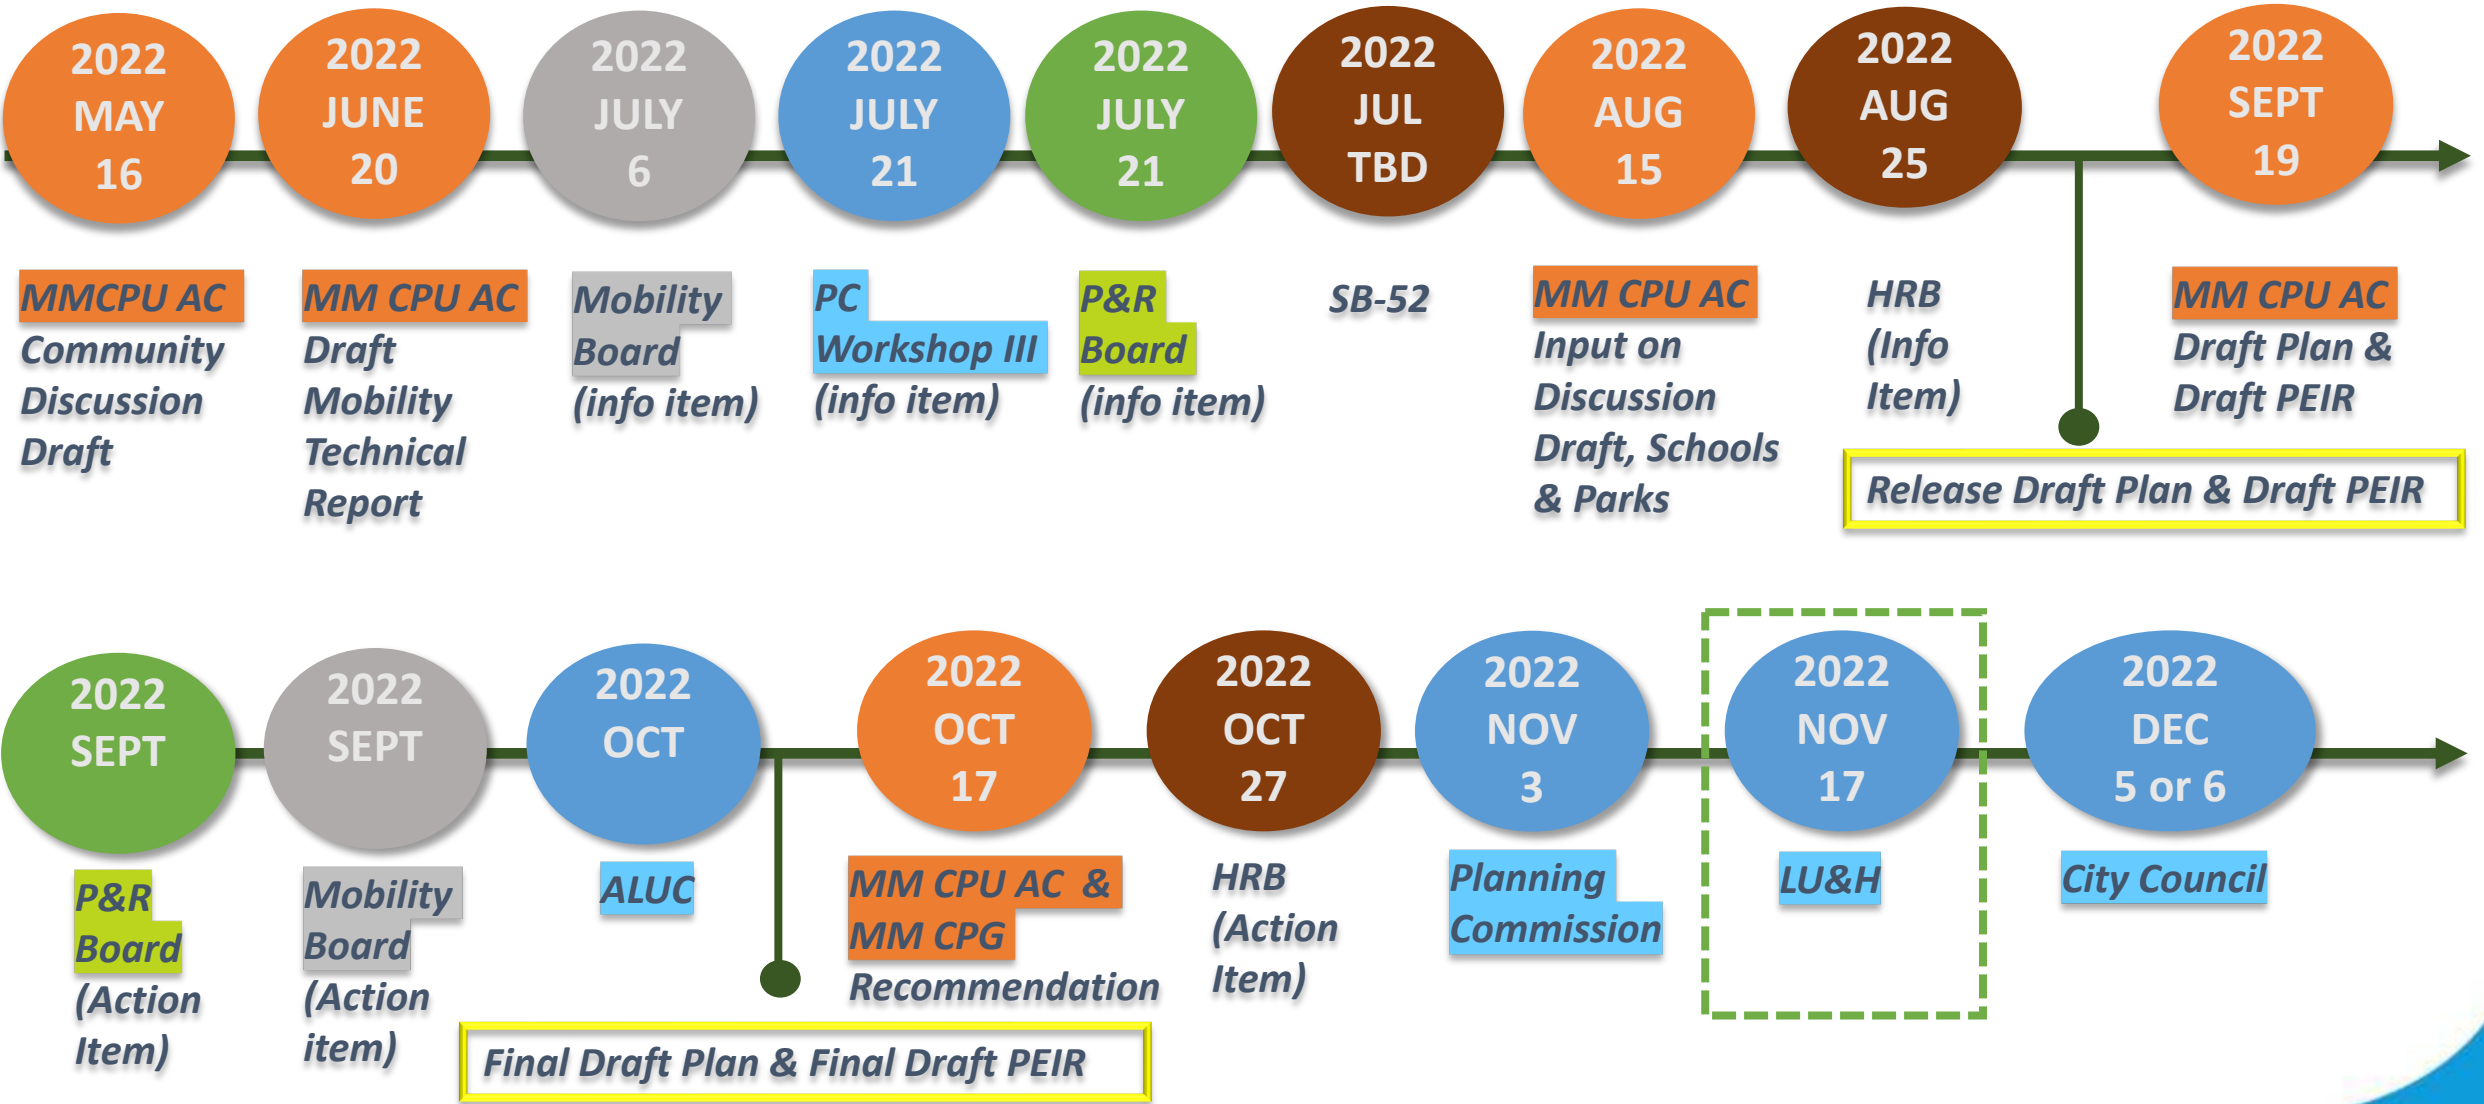 2022
MAY
16
2022
JUNE
20
2022
JULY
6
2022
JULY
21
2022
JULY
21
2022
JUL
TBD
2022
AUG
15
2022
AUG
25
2022
SEPT
19
MMCPU AC
Community
Discussion
Draft
MM CPU AC
Draft
Mobility
Technical
Report
Mobility
Board
(info item)
PC
Workshop III
(info item)
P&R
Board
(info item)
SB-52
MM CPU AC
Input on
Discussion
Draft, Schools
& Parks
HRB
(Info
Item)
MM CPU AC
Draft Plan &
Draft PEIR
Release Draft Plan & Draft PEIR
2022
SEPT
2022
SEPT
2022
OCT
2022
OCT
17
2022
OCT
27
2022
NOV
3
2022
NOV
17
2022
DEC
5 or 6
P&R
Board
(Action
Item)
Mobility
Board
(Action
item)
ALUC
MM CPU AC &
MM CPG
Recommendation
HRB
(Action
Item)
Planning
Commission
LU&H
City Council
Final Draft Plan & Final Draft PEIR